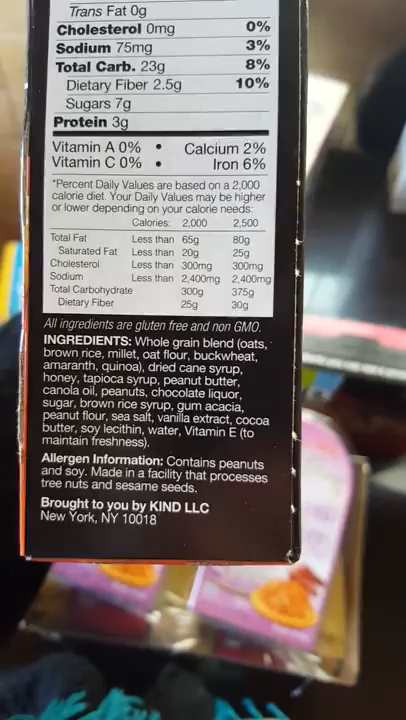 Trans Fat 0g
Cholesterol 0mg 0%
Sodium 75mg 3%
Total Carb. 23g 8%
Dietary Fiber 2.5g 10%
Sugars 7g
Protein 3g
Vitamin A 0% • Calcium 2%
Vitamin C 0% • Iron 6%
*Percent Daily Values are based on a 2,000
calorie diet. Your Daily Values may be higher
or lower depending on your calorie needs:
Calories: 2,000 2,500
Total Fat Less than 65g 80g
Saturated Fat Less than 20g 25g
Cholesterol Less than 300mg 300mg
Sodium Less than 2,400mg 2,400mg
Total Carbohydrate 300g 375g
Dietary Fiber 25g 30g
All ingredients are gluten free and non GMO.
INGREDIENTS: Whole grain blend (oats,
brown rice, millet, oat flour, buckwheat,
amaranth, quinoa), dried cane syrup,
honey, tapioca syrup, peanut butter,
canola oil, peanuts, chocolate liquor,
sugar, brown rice syrup, gum acacia,
peanut flour, sea salt, vanilla extract, cocoa
butter, soy lecithin, water, Vitamin E (to
maintain freshness).
Allergen Information: Contains peanuts
and soy. Made in a facility that processes
tree nuts and sesame seeds.
Brought to you by KIND LLC
New York, NY 10018